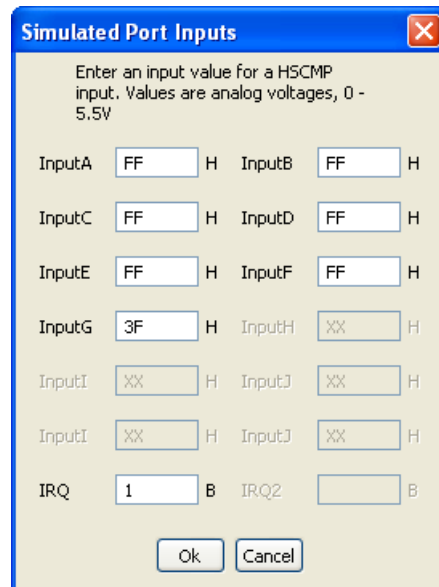 Simulated Port Inputs
Enter an input value for a HSCMP
input. Values are analog voltages, 0 -
5.5V
InputA FF H InputB FF H
InputC FF H InputD FF H
InputE FF H InputF FF H
InputG 3F H InputH XX H
InputI XX H InputJ XX H
InputI XX H InputJ XX H
IRQ 1 B IRQ2 B
Ok Cancel